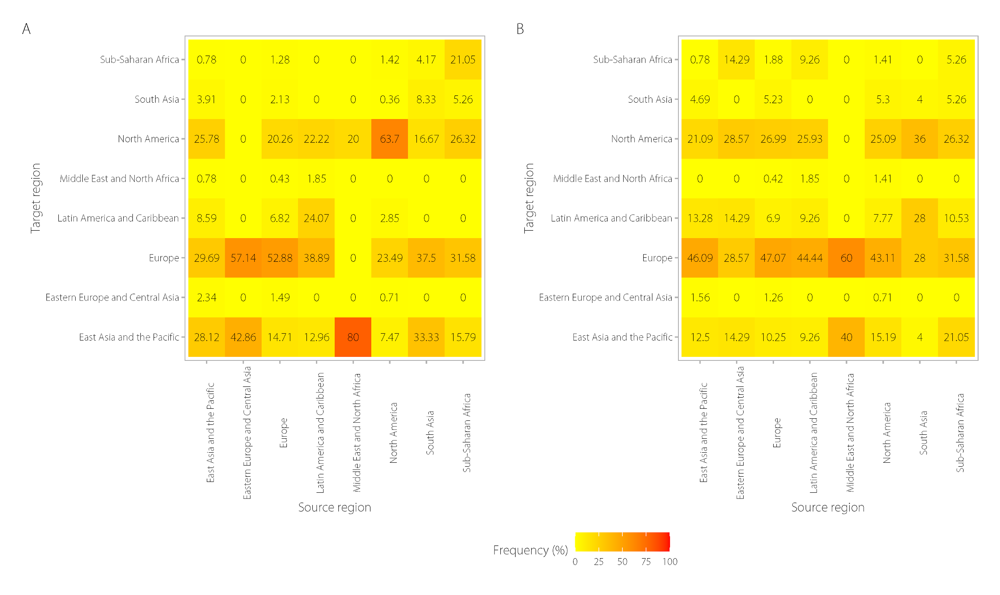 A
Target region
Sub-Saharan Africa 0.78 0 1.28 0 0 1.42 4.17 21.05
South Asia 3.91 0 2.13 0 0 0.36 8.33 5.26
North America 25.78 0 20.26 22.22 20 63.7 16.67 26.32
Middle East and North Africa 0.78 0 0.43 1.85 0 0 0 0
Latin America and Caribbean 8.59 0 6.82 24.07 0 2.85 0 0
Europe 29.69 57.14 52.88 38.89 0 23.49 37.5 31.58
Eastern Europe and Central Asia 2.34 0 1.49 0 0 0.71 0 0
East Asia and the Pacific 28.12 42.86 14.71 12.96 80 7.47 33.33 15.79
East Asia and the Pacific
Eastern Europe and Central Asia
Europe
Latin America and Caribbean
Middle East and North Africa
North America
South Asia
Sub-Saharan Africa
Source region
B
Target region
Sub-Saharan Africa 0.78 14.29 1.88 9.26 0 1.41 0 5.26
South Asia 4.69 0 5.23 0 0 5.3 4 5.26
North America 21.09 28.57 26.99 25.93 0 25.09 36 26.32
Middle East and North Africa 0 0 0.42 1.85 0 1.41 0 0
Latin America and Caribbean 13.28 14.29 6.9 9.26 0 7.77 28 10.53
Europe 46.09 28.57 47.07 44.44 60 43.11 28 31.58
Eastern Europe and Central Asia 1.56 0 1.26 0 0 0.71 0 0
East Asia and the Pacific 12.5 14.29 10.25 9.26 40 15.19 4 21.05
East Asia and the Pacific
Eastern Europe and Central Asia
Europe
Latin America and Caribbean
Middle East and North Africa
North America
South Asia
Sub-Saharan Africa
Source region
Frequency (%)
0 25 50 75 100